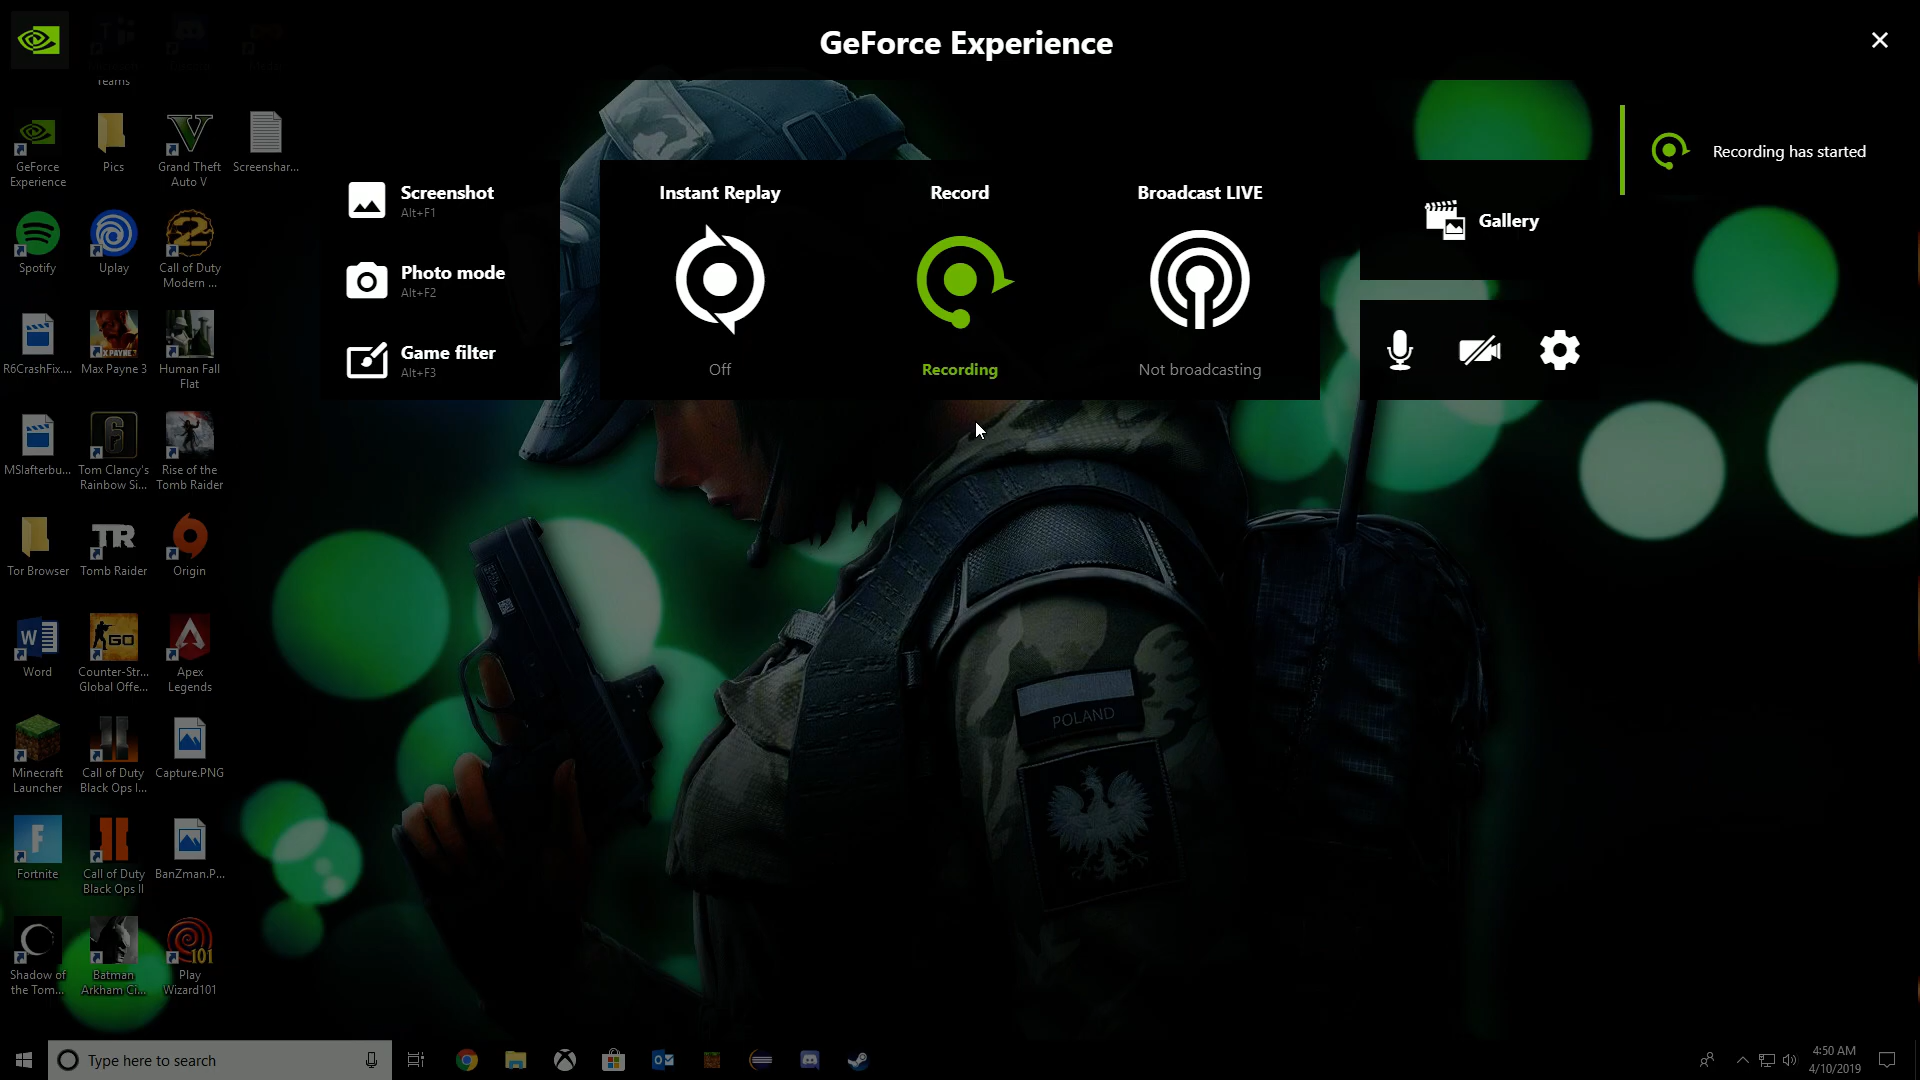 GeForce Experience
Recording has started
Screenshot
Alt+F1
Photo mode
Alt+F2
Game filter
Alt+F3
Instant Replay
Off
Record
Recording
Broadcast LIVE
Not broadcasting
Gallery
Teams
GeForce
Experience
Pics
Grand Theft
Auto V
Screenshar...
Spotify
Uplay
Call of Duty
Modern ...
R6CrashFix....
Max Payne 3
Human Fall
Flat
MSIafterbu...
Tom Clancy's
Rainbow Si...
Rise of the
Tomb Raider
Tor Browser
TR
Tomb Raider
Origin
Word
GO
Counter-Str...
Global Offe...
Apex
Legends
Minecraft
Launcher
Call of Duty
Black Ops I...
Capture.PNG
Fortnite
Call of Duty
Black Ops II
BanZman.P...
Shadow of
the Tom...
Batman
Arkham Ci...
101
Play
Wizard101
POLAND
Type here to search
4:50 AM
4/10/2019